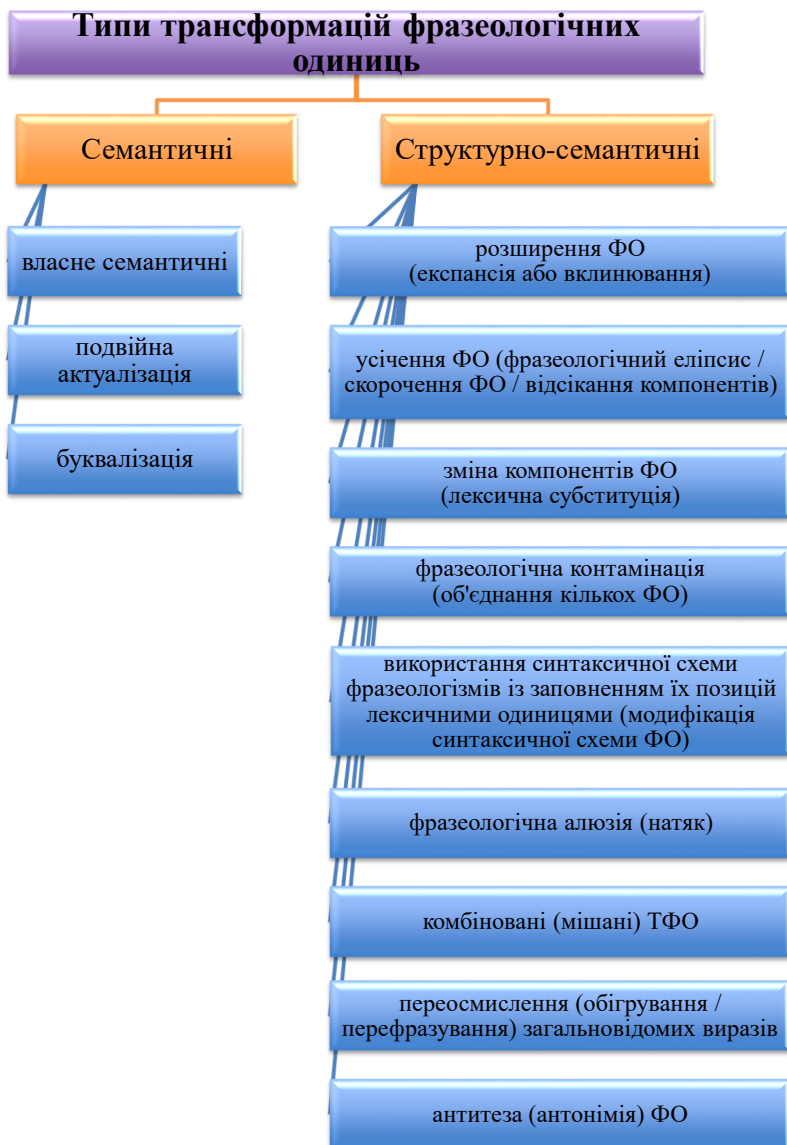 Типи трансформацій фразеологічних
одиниць
Семантичні
Структурно-семантичні
власне семантичні
подвійна
актуалізація
буквалізація
розширення ФО
(експансія або вклинювання)
усічення ФО (фразеологічний еліпсис /
скорочення ФО / відсікання компонентів)
зміна компонентів ФО
(лексична субституція)
фразеологічна контамінація
(об'єднання кількох ФО)
використання синтаксичної схеми
фразеологізмів із заповненням їх позицій
лексичними одиницями (модифікація
синтаксичної схеми ФО)
фразеологічна алюзія (натяк)
комбіновані (мішані) ТФО
переосмислення (обігрування /
перефразування) загальновідомих виразів
антитеза (антонімія) ФО